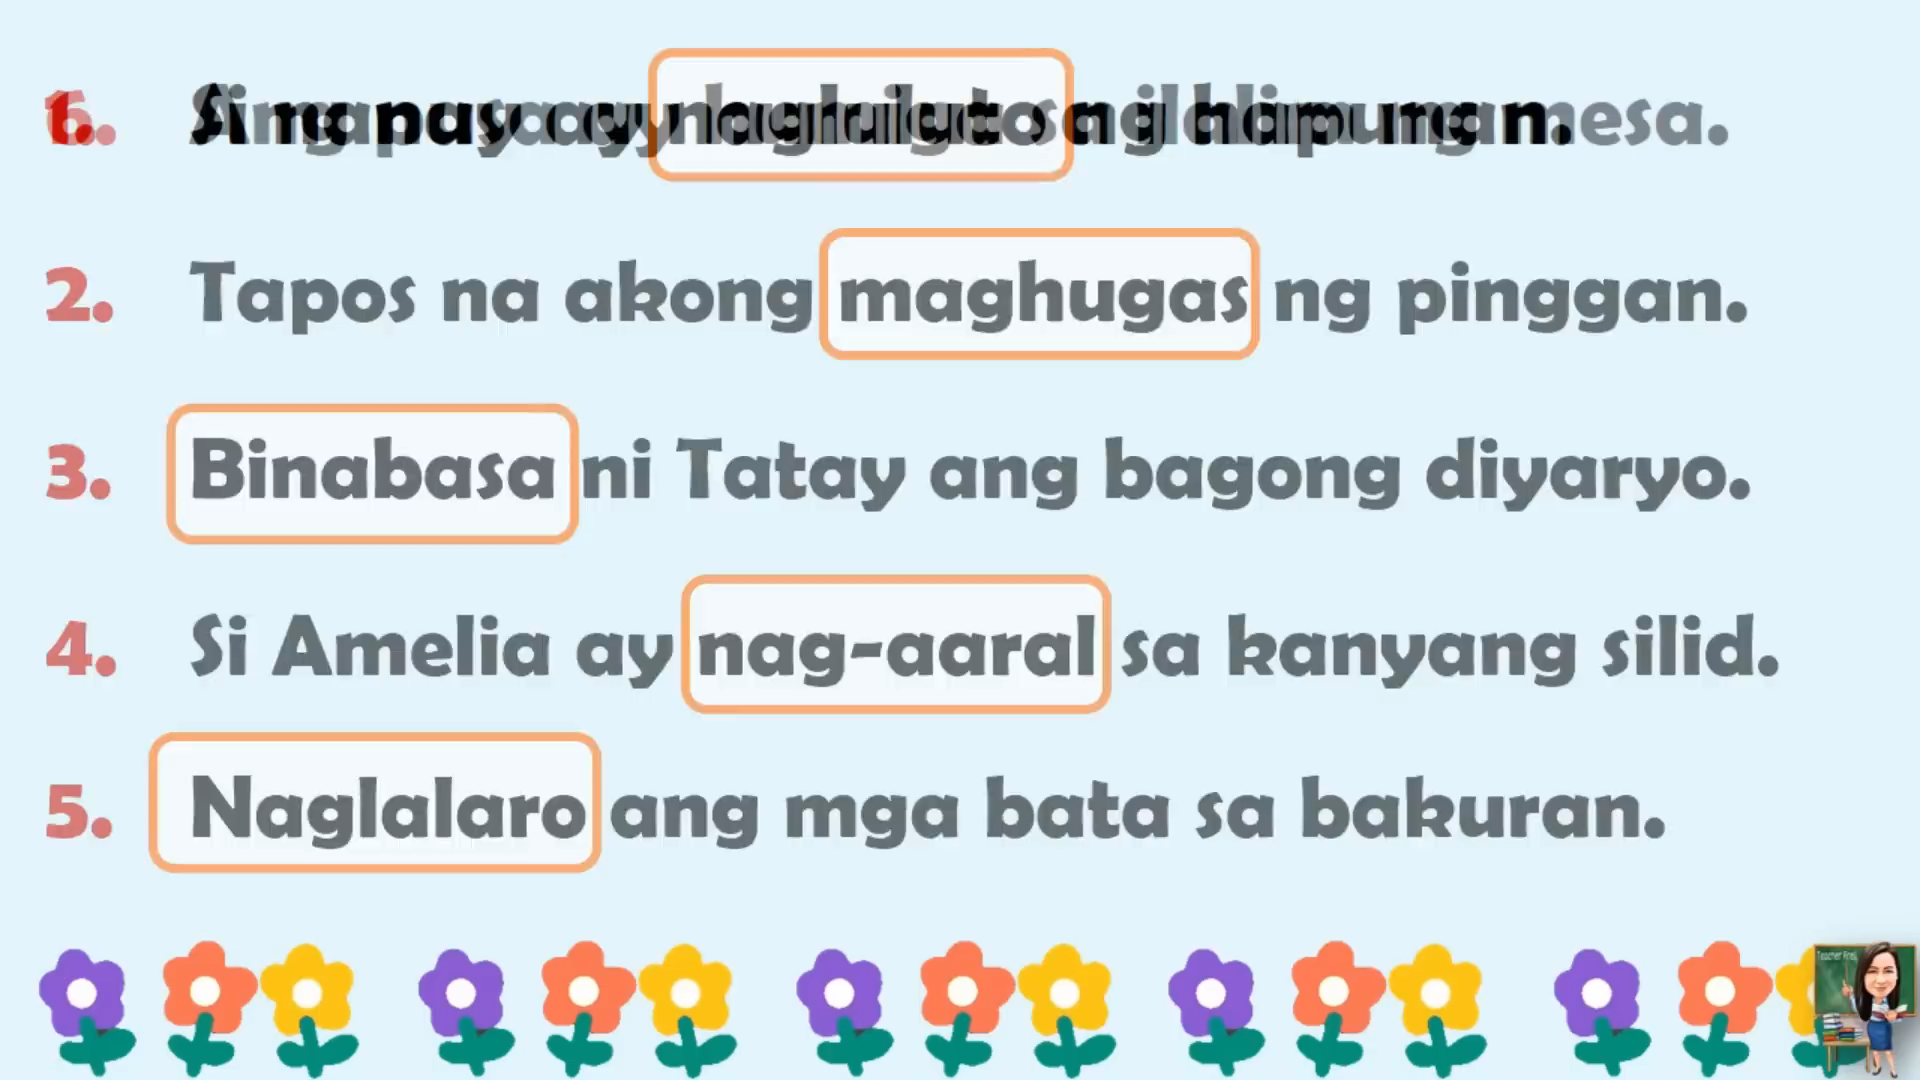 2. Tapos na akong maghugas ng pinggan.
3. Binabasa ni Tatay ang bagong diyaryo.
4. Si Amelia ay nag-aaral sa kanyang silid.
5. Naglalaro ang mga bata sa bakuran.